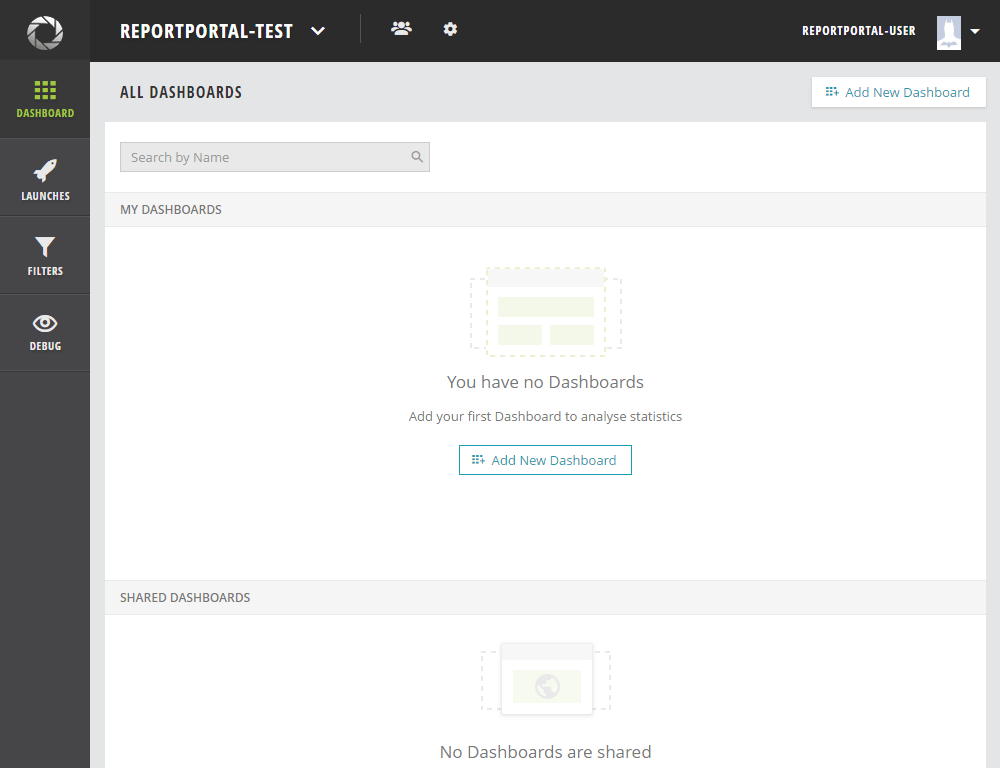 REPORTPORTAL-TEST
REPORTPORTAL-USER
DASHBOARD
LAUNCHES
FILTERS
DEBUG
ALL DASHBOARDS
Add New Dashboard
Search by Name
MY DASHBOARDS
You have no Dashboards
Add your first Dashboard to analyse statistics
Add New Dashboard
SHARED DASHBOARDS
No Dashboards are shared